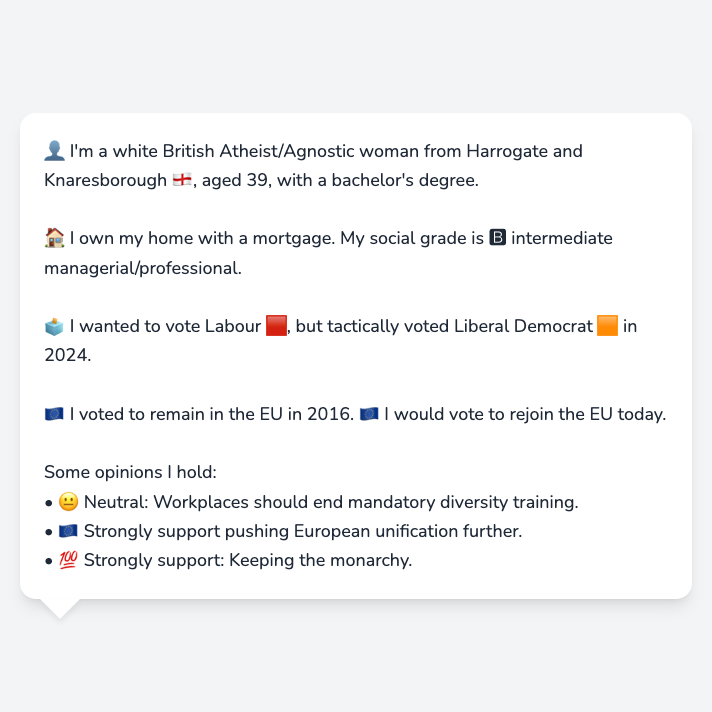 👤 I'm a white British Atheist/Agnostic woman from Harrogate and
Knaresborough 🏴󠁧󠁢󠁥󠁮󠁧󠁿, aged 39, with a bachelor's degree.
🏠 I own my home with a mortgage. My social grade is 🅱 intermediate
managerial/professional.
🗳️ I wanted to vote Labour 🟥, but tactically voted Liberal Democrat 🟧 in
2024.
🇪🇺 I voted to remain in the EU in 2016. 🇪🇺 I would vote to rejoin the EU today.
Some opinions I hold:
• 😐 Neutral: Workplaces should end mandatory diversity training.
• 🇪🇺 Strongly support pushing European unification further.
• 💯 Strongly support: Keeping the monarchy.